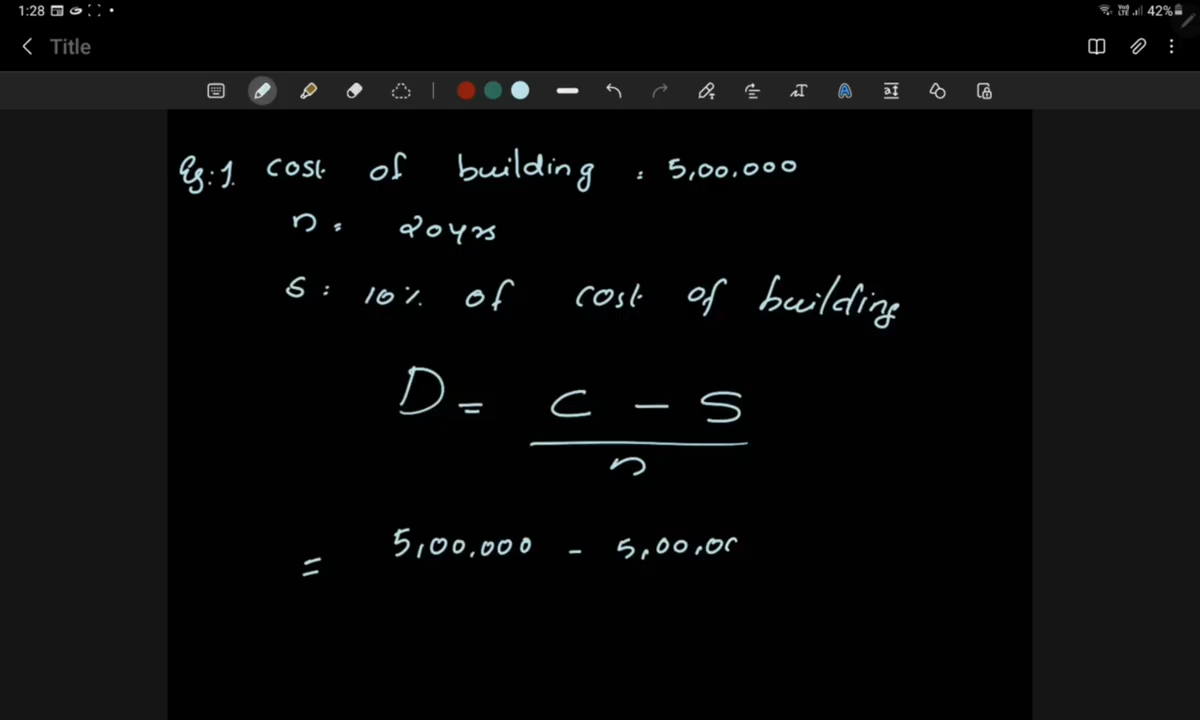 1:28 42%
Title
Eg:1. cost of building : 5,00,000
n = 20yrs
S : 10% of cost of building
D = C - S
n
= 5,00,000 - 5,00,00